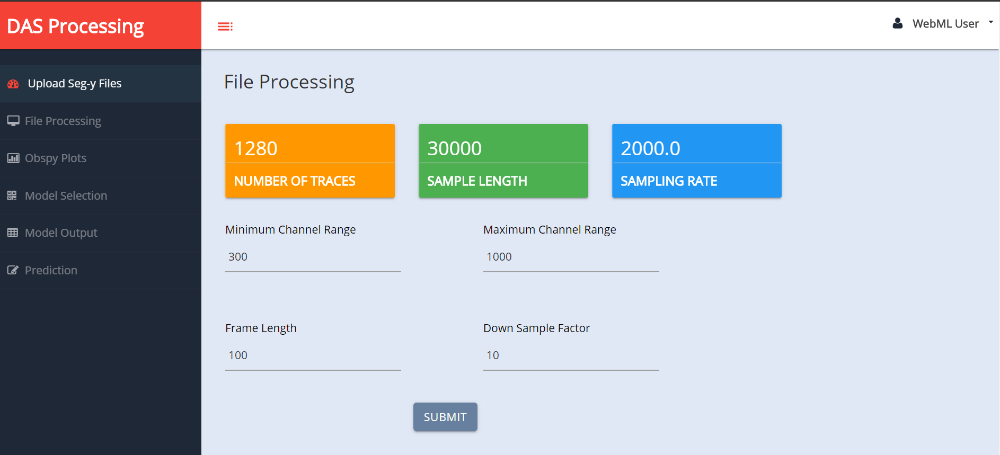 DAS Processing
WebML User
Upload Seg-y Files
File Processing
Obspy Plots
Model Selection
Model Output
Prediction
File Processing
1280
NUMBER OF TRACES
30000
SAMPLE LENGTH
2000.0
SAMPLING RATE
Minimum Channel Range
300
Maximum Channel Range
1000
Frame Length
100
Down Sample Factor
10
SUBMIT